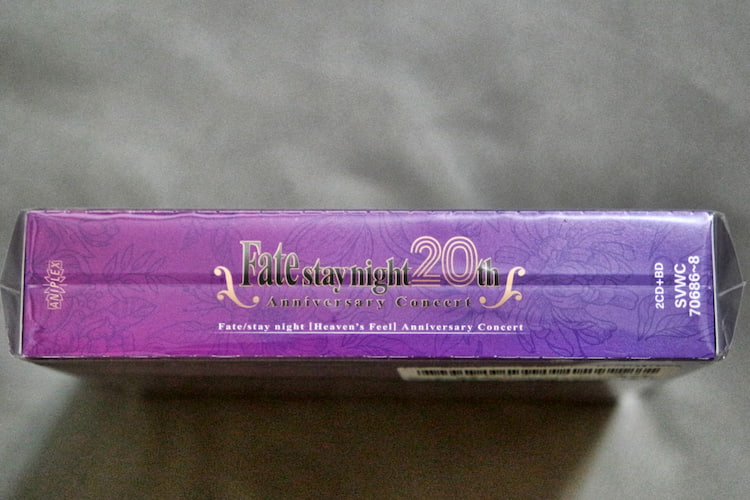 ANIPLEX
Fate stay night 20th
Anniversary Concert
Fate/stay night [Heaven's Feel] Anniversary Concert
2CD+BD
SVWC
70686~8